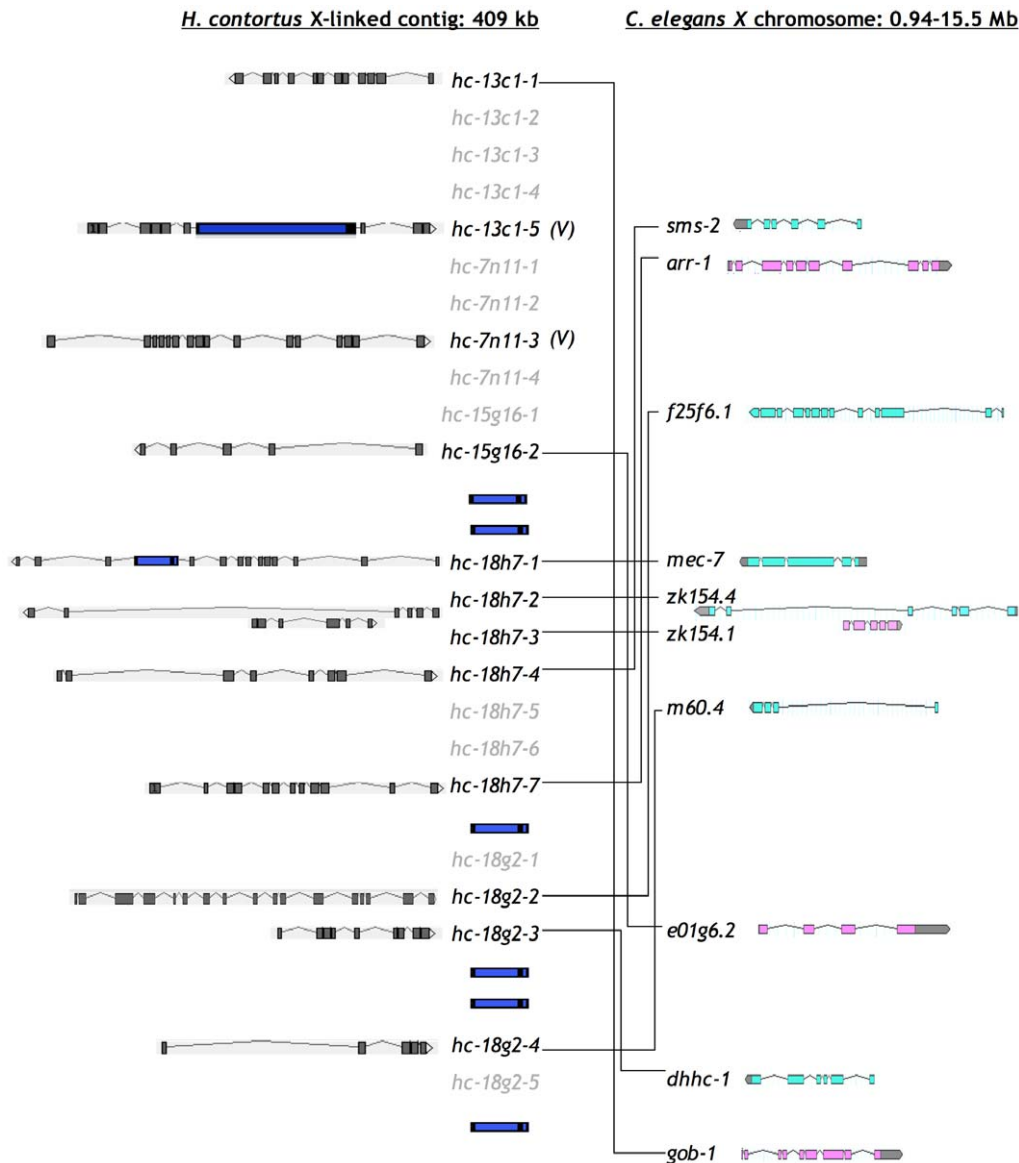 H. contortus X-linked contig: 409 kb
C. elegans X chromosome: 0.94-15.5 Mb
hc-13c1-1
hc-13c1-2
hc-13c1-3
hc-13c1-4
hc-13c1-5 (V)
hc-7n11-1
hc-7n11-2
hc-7n11-3 (V)
hc-7n11-4
hc-15g16-1
hc-15g16-2
hc-18h7-1
hc-18h7-2
hc-18h7-3
hc-18h7-4
hc-18h7-5
hc-18h7-6
hc-18h7-7
hc-18g2-1
hc-18g2-2
hc-18g2-3
hc-18g2-4
hc-18g2-5
sms-2
arr-1
f25f6.1
mec-7
zk154.4
zk154.1
m60.4
e01g6.2
dhhc-1
gob-1